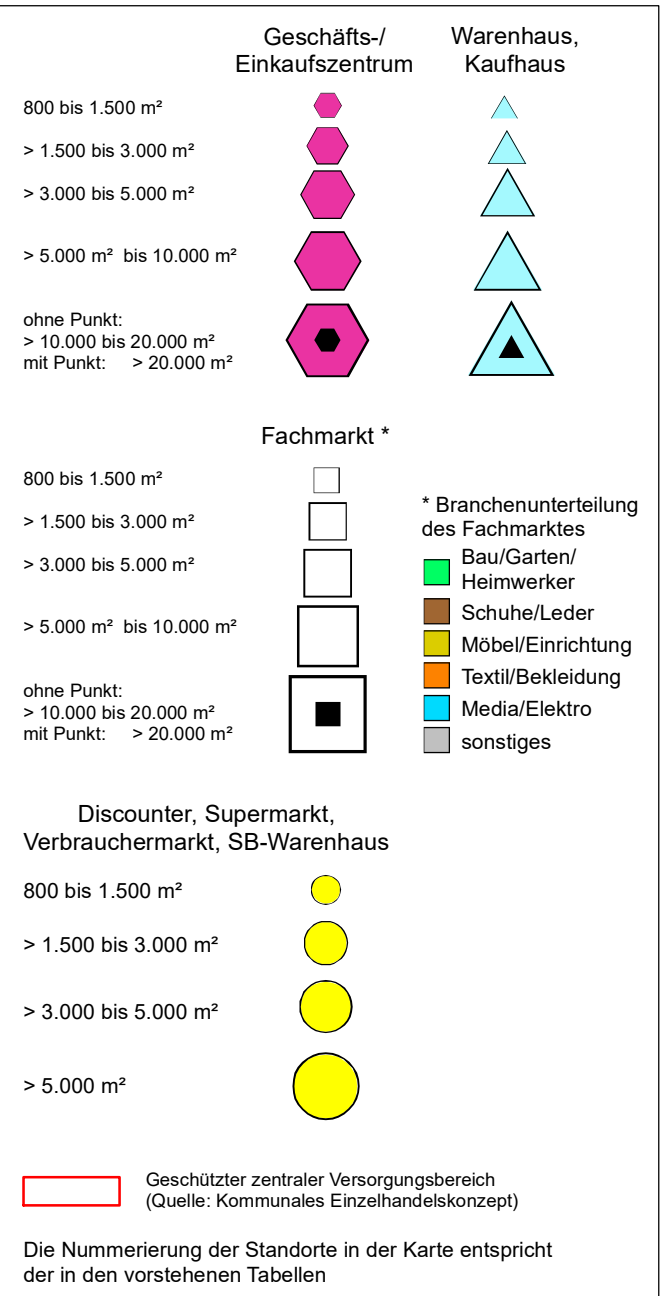 Geschäfts-/
Einkaufszentrum
Warenhaus,
Kaufhaus
800 bis 1.500 m²
> 1.500 bis 3.000 m²
> 3.000 bis 5.000 m²
> 5.000 m² bis 10.000 m²
ohne Punkt:
> 10.000 bis 20.000 m²
mit Punkt: > 20.000 m²
Fachmarkt *
800 bis 1.500 m²
> 1.500 bis 3.000 m²
> 3.000 bis 5.000 m²
> 5.000 m² bis 10.000 m²
ohne Punkt:
> 10.000 bis 20.000 m²
mit Punkt: > 20.000 m²
* Branchenunterteilung
des Fachmarktes
Bau/Garten/
Heimwerker
Schuhe/Leder
Möbel/Einrichtung
Textil/Bekleidung
Media/Elektro
sonstiges
Discounter, Supermarkt,
Verbrauchermarkt, SB-Warenhaus
800 bis 1.500 m²
> 1.500 bis 3.000 m²
> 3.000 bis 5.000 m²
> 5.000 m²
Geschützter zentraler Versorgungsbereich
(Quelle: Kommunales Einzelhandelskonzept)
Die Nummerierung der Standorte in der Karte entspricht
der in den vorstehenen Tabellen